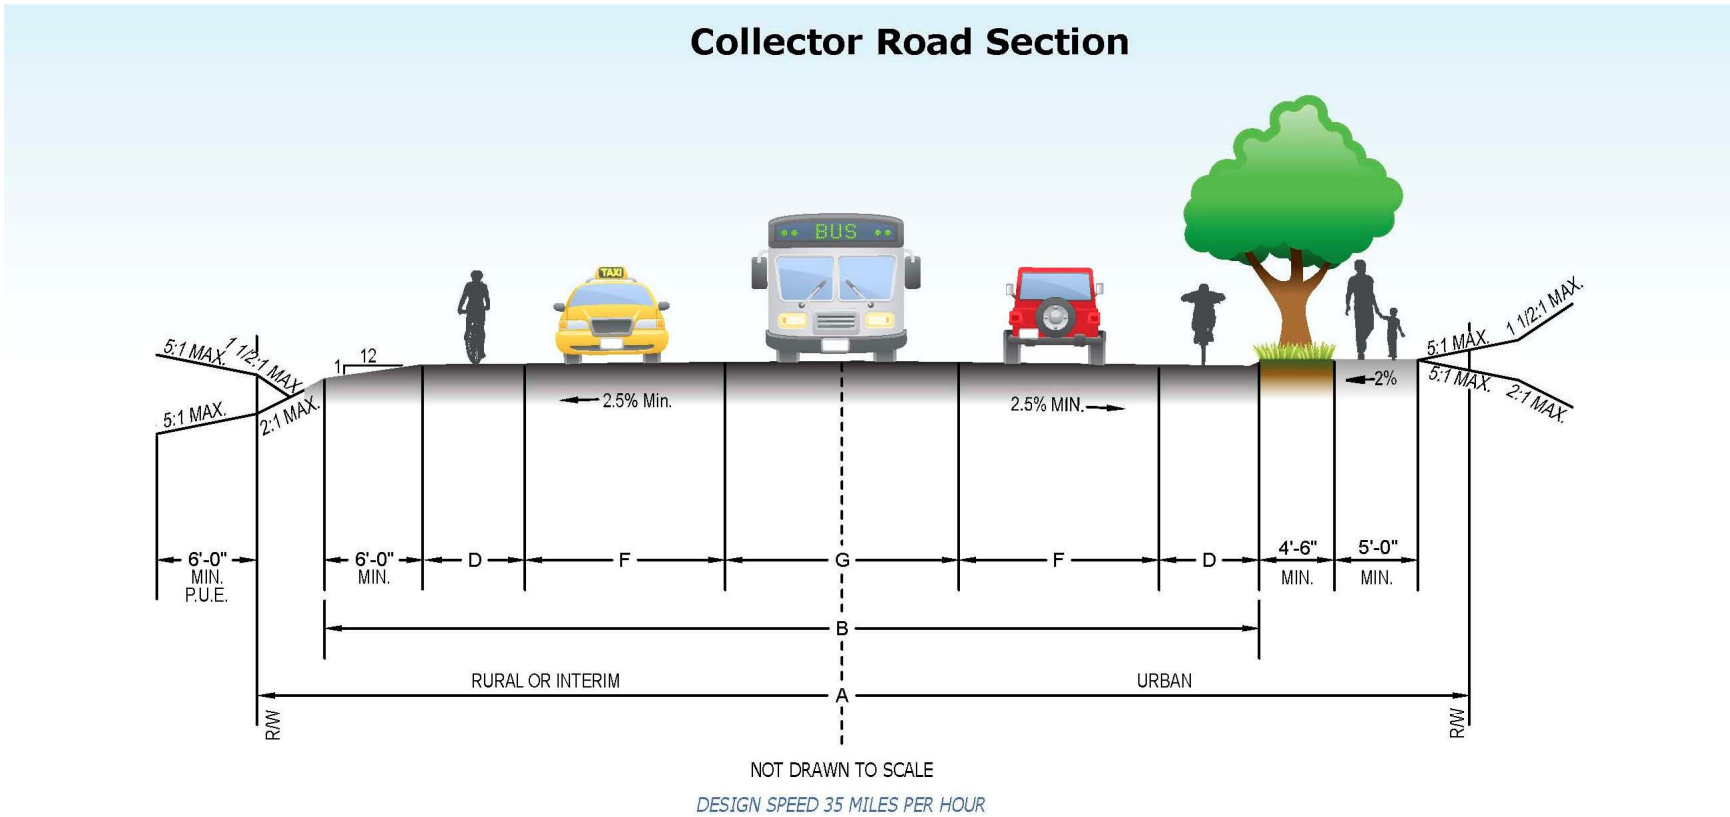 Collector Road Section
BUS
TAXI
5:1 MAX.
1 1/2:1 MAX.
1
12
5:1 MAX.
2:1 MAX.
2.5% Min.
2.5% MIN.
2%
5:1 MAX.
1 1/2:1 MAX.
5:1 MAX.
2:1 MAX.
6'-0"
MIN.
P.U.E.
6'-0"
MIN.
D
F
G
F
D
4'-6"
MIN.
5'-0"
MIN.
B
RURAL OR INTERIM
URBAN
A
R/W
R/W
NOT DRAWN TO SCALE
DESIGN SPEED 35 MILES PER HOUR